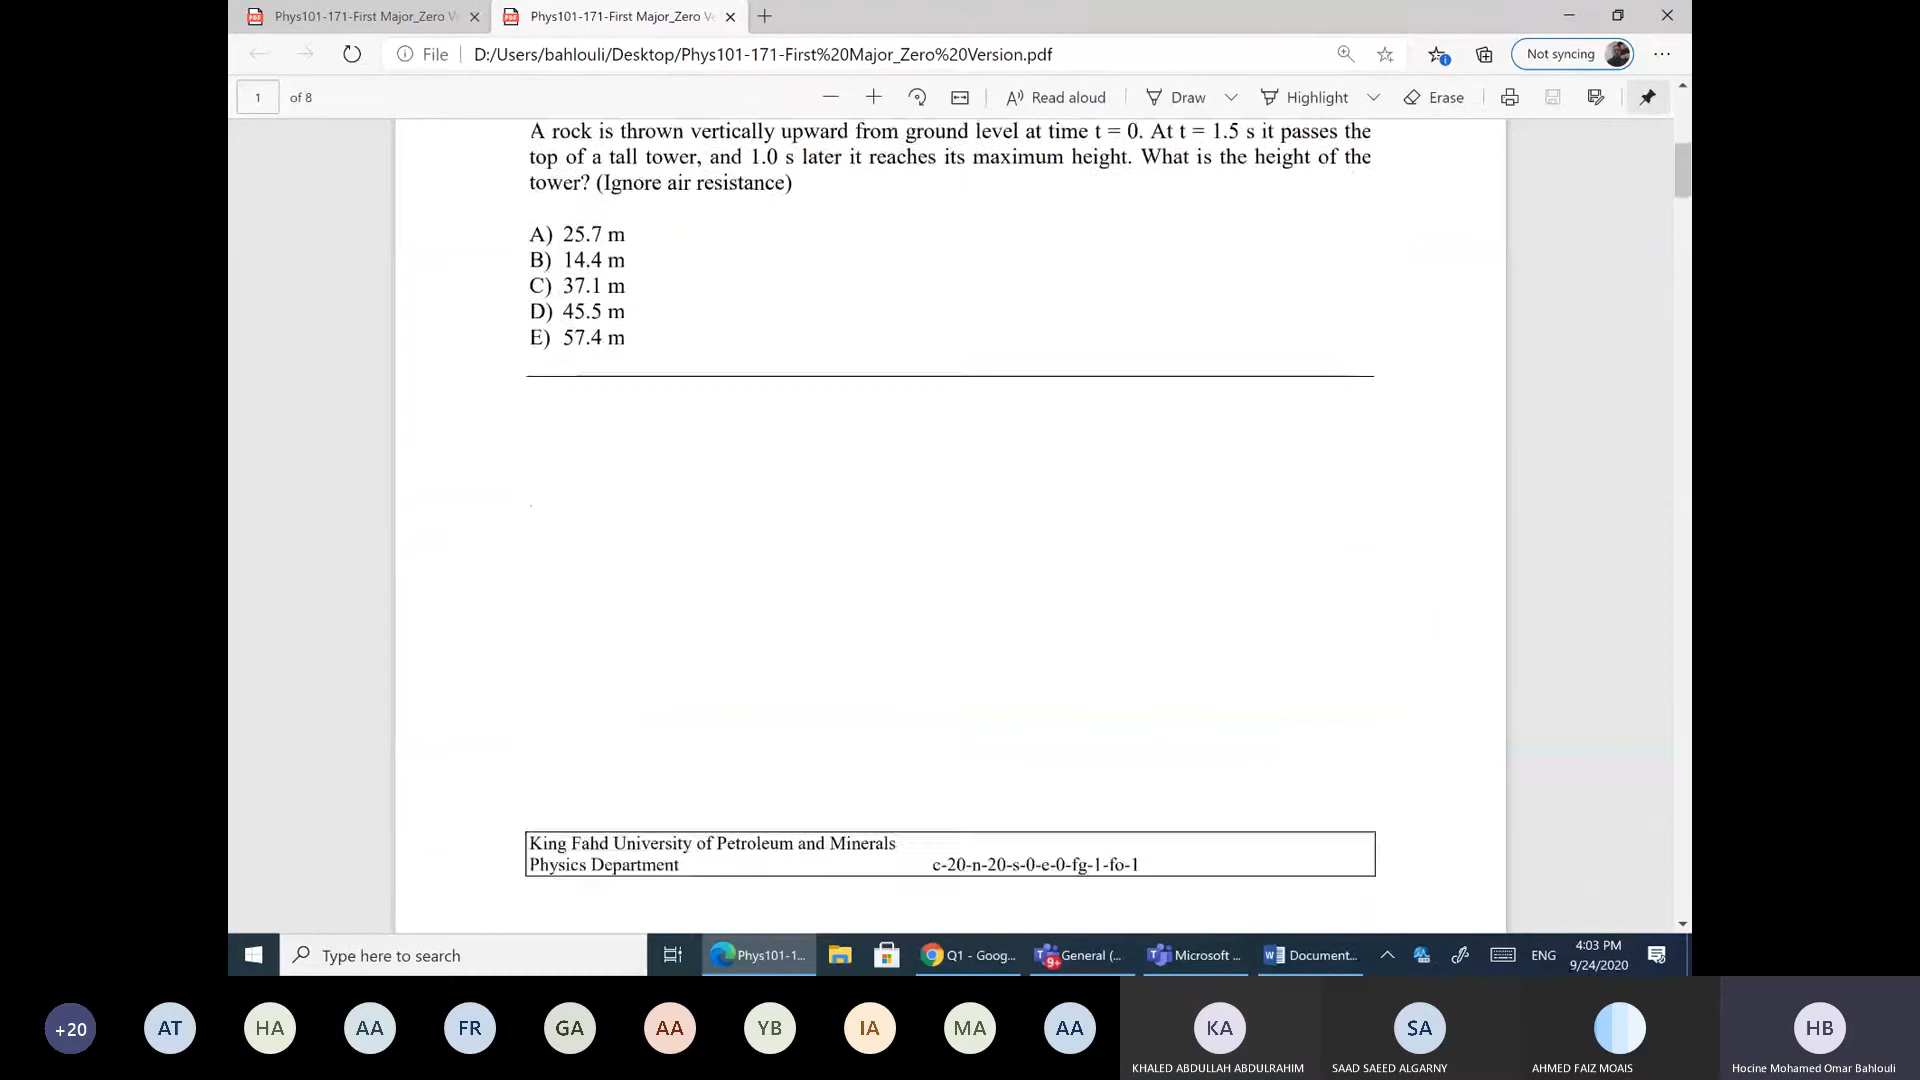 Phys101-171-First Major_Zero V
Phys101-171-First Major_Zero V
File
D:/Users/bahlouli/Desktop/Phys101-171-First%20Major_Zero%20Version.pdf
Not syncing
1 of 8
Read aloud
Draw
Highlight
Erase
A rock is thrown vertically upward from ground level at time t = 0. At t = 1.5 s it passes the
top of a tall tower, and 1.0 s later it reaches its maximum height. What is the height of the
tower? (Ignore air resistance)
A) 25.7 m
B) 14.4 m
C) 37.1 m
D) 45.5 m
E) 57.4 m
King Fahd University of Petroleum and Minerals
Physics Department c-20-n-20-s-0-e-0-fg-1-fo-1
Type here to search
Phys101-1...
Q1 - Goog...
9+
General (...
Microsoft ...
Document...
ENG
4:03 PM
9/24/2020
+20
AT
HA
AA
FR
GA
AA
YB
IA
MA
AA
KA
SA
HB
KHALED ABDULLAH ABDULRAHIM
SAAD SAEED ALGARNY
AHMED FAIZ MOAIS
Hocine Mohamed Omar Bahlouli